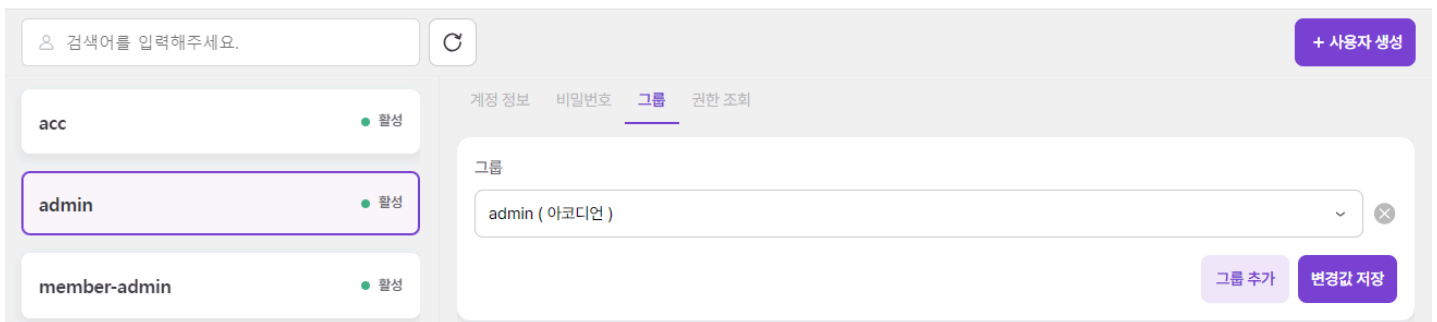 검색어를 입력해주세요.
+ 사용자 생성
acc
활성
admin
활성
member-admin
활성
계정 정보 비밀번호 그룹 권한 조회
그룹
admin ( 아코디언 )
그룹 추가
변경값 저장